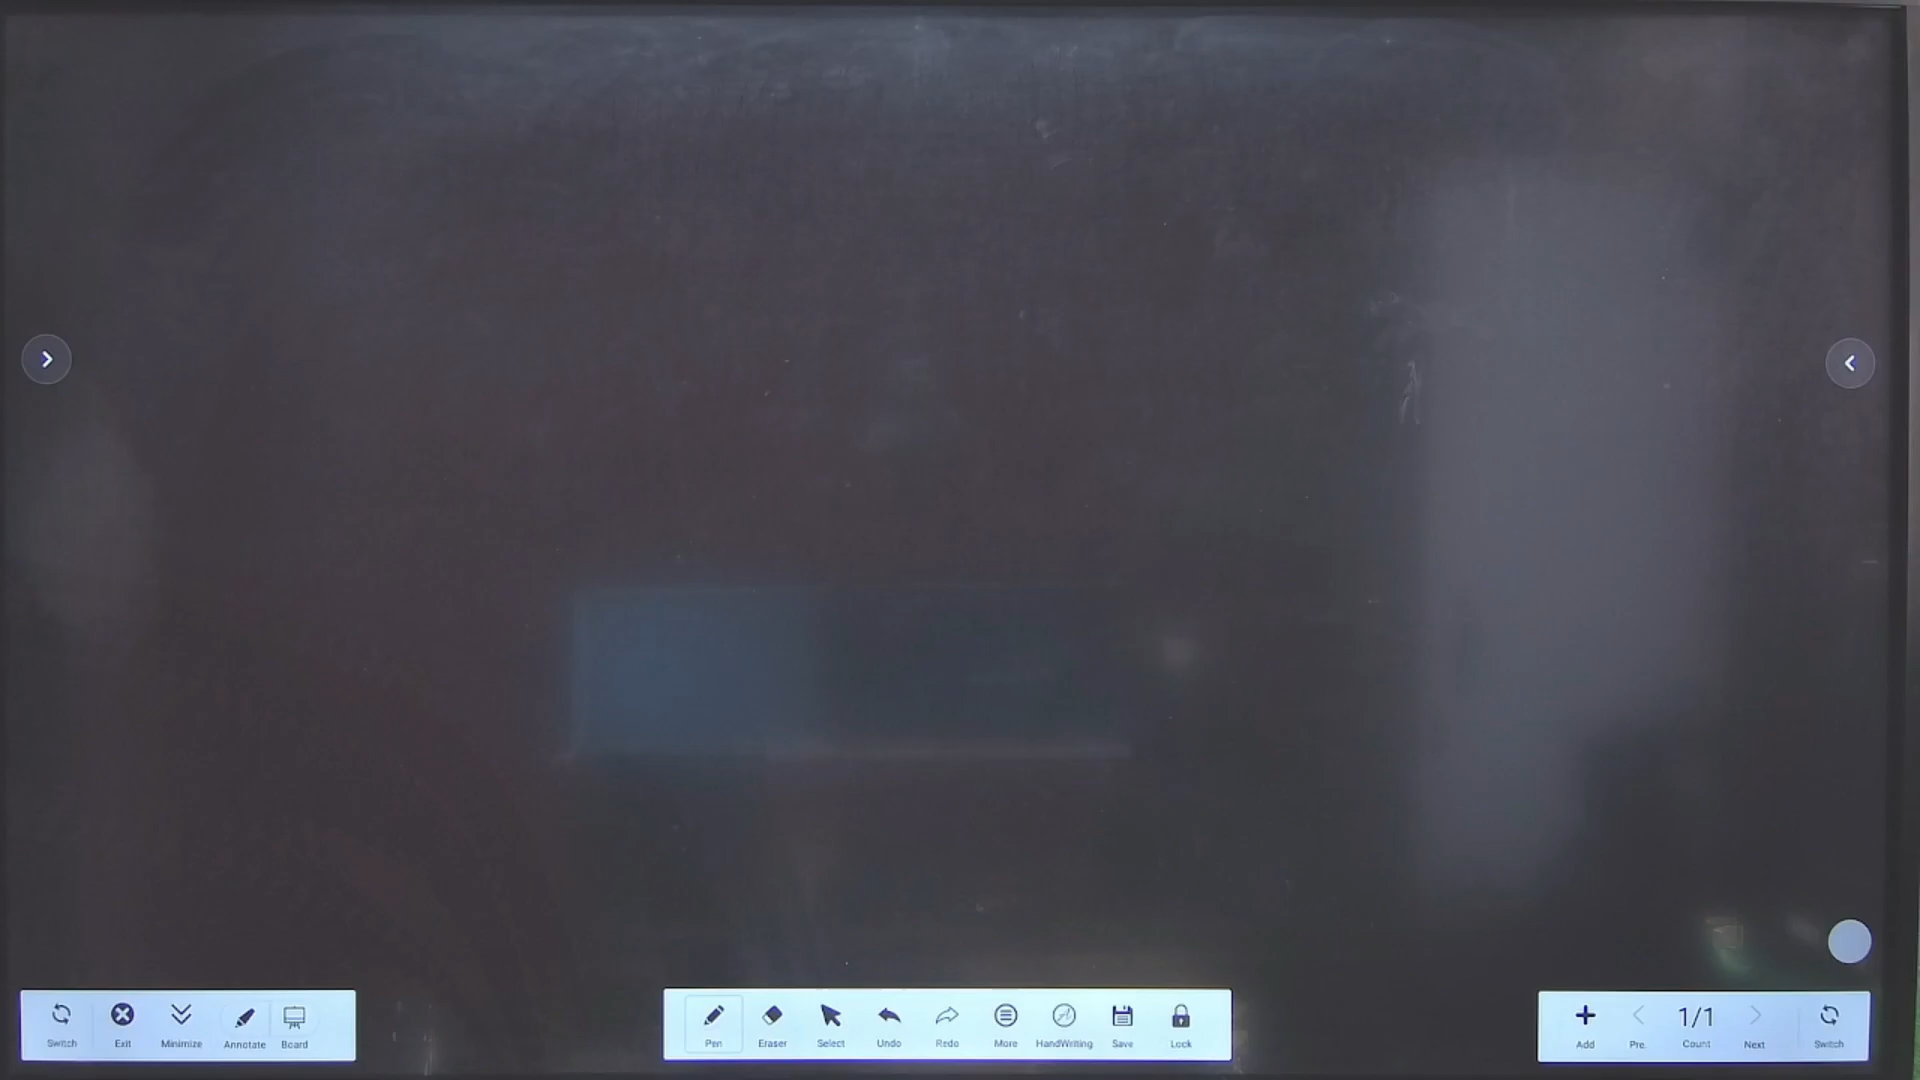 Switch Exit Minimize Annotate Board
Pen Eraser Select Undo Redo More HandWriting Save Lock
Add Pre. 1/1 Count Next Switch